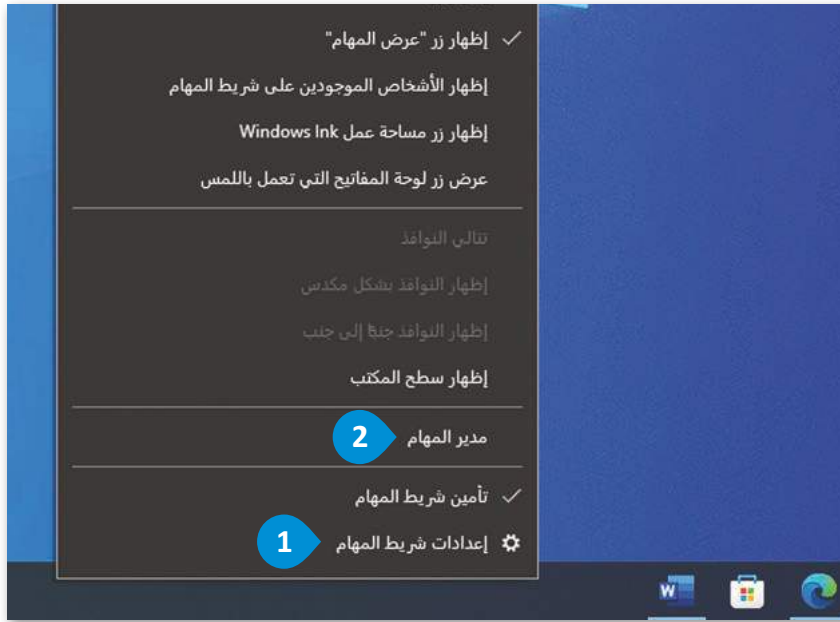 إظهار زر "عرض المهام"
إظهار الأشخاص الموجودين على شريط المهام
إظهار زر مساحة عمل Windows Ink
عرض زر لوحة المفاتيح التي تعمل باللمس
تتالي النوافذ
إظهار النوافذ بشكل مكدس
إظهار النوافذ جنبًا إلى جنب
إظهار سطح المكتب
مدير المهام 2
تأمين شريط المهام
إعدادات شريط المهام 1
W